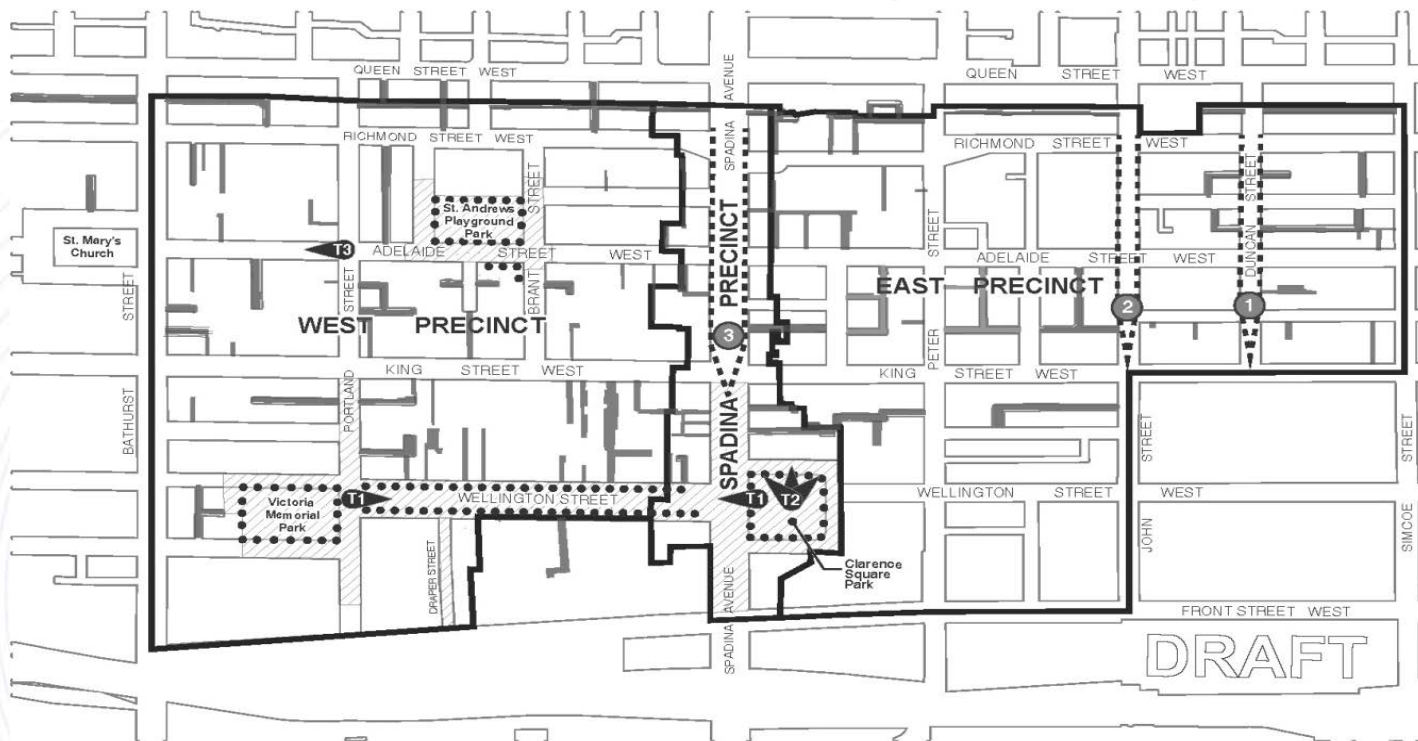 QUEEN STREET WEST
SPADINA AVENUE
QUEEN STREET WEST
RICHMOND STREET WEST
RICHMOND STREET WEST
St. Andrews
Playground
Park
STREET
BRANT
STREET
DUNCAN
St. Mary's
Church
T3
ADELAIDE STREET WEST
ADELAIDE STREET WEST
STREET
PETER
STREET
BATHURST
STREET
PORTLAND
WEST PRECINCT
SPADINA PRECINCT
EAST PRECINCT
3
2
1
KING STREET WEST
KING STREET WEST
Victoria
Memorial
Park
T1
WELLINGTON STREET
T1
T2
WELLINGTON STREET WEST
STREET
JOHN
STREET
SIMCOE
DRAPER STREET
Clarence
Square
Park
SPADINA AVENUE
FRONT STREET WEST
DRAFT